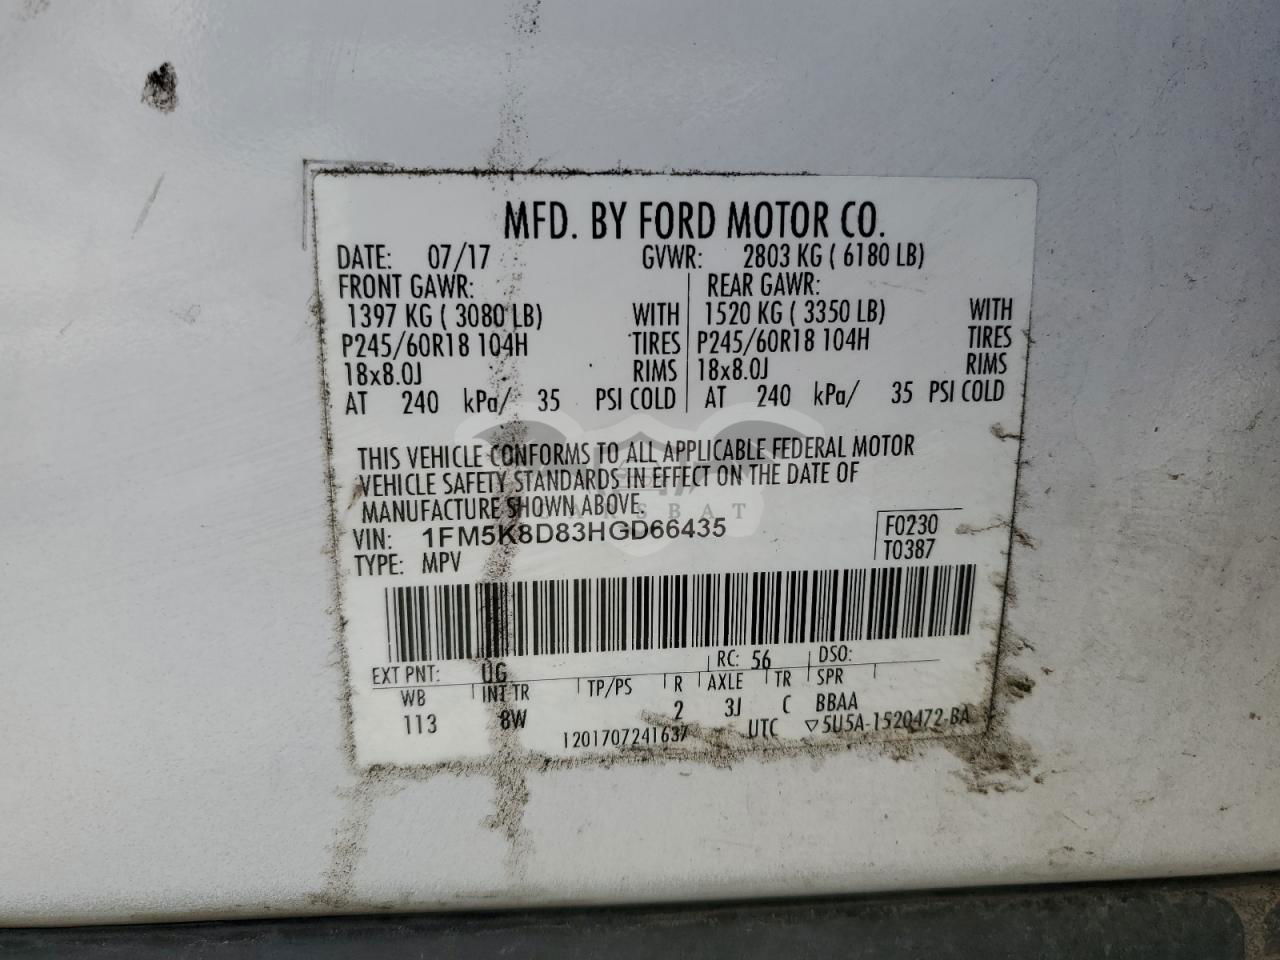 MFD. BY FORD MOTOR CO.
DATE: 07/17 GVWR: 2803 KG ( 6180 LB)
FRONT GAWR: REAR GAWR:
1397 KG ( 3080 LB) WITH 1520 KG ( 3350 LB) WITH
P245/60R18 104H TIRES P245/60R18 104H TIRES
18x8.0J RIMS 18x8.0J RIMS
AT 240 kPa/ 35 PSI COLD AT 240 kPa/ 35 PSI COLD
THIS VEHICLE CONFORMS TO ALL APPLICABLE FEDERAL MOTOR
VEHICLE SAFETY STANDARDS IN EFFECT ON THE DATE OF
MANUFACTURE SHOWN ABOVE.
VIN: 1FM5K8D83HGD66435 F0230
TYPE: MPV T0387
EXT PNT: UG RC: 56 DSO:
WB INT TR TP/PS R AXLE TR SPR
113 8W 2 3J C BBAA
1201707241637 UTC ▽5U5A-1520472-BA